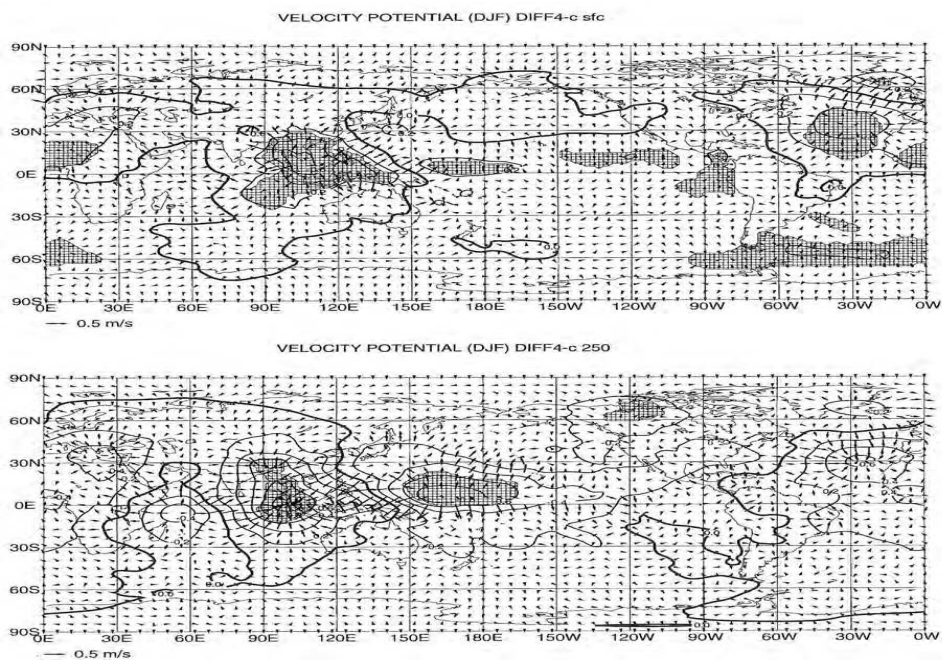 VELOCITY POTENTIAL (DJF) DIFF4-c sfc
90N
60N
30N
0E
30S
60S
90S
0E 30E 60E 90E 120E 150E 180E 150W 120W 90W 60W 30W 0W
0.5 m/s
VELOCITY POTENTIAL (DJF) DIFF4-c 250
90N
60N
30N
0E
30S
60S
90S
0E 30E 60E 90E 120E 150E 180E 150W 120W 90W 60W 30W 0W
0.5 m/s